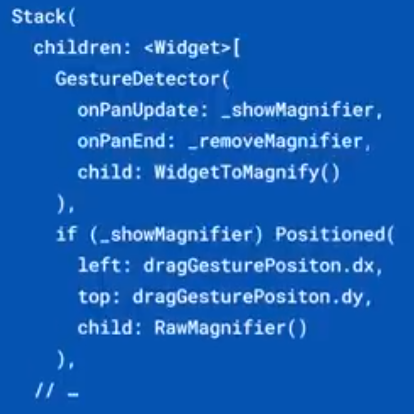 Stack(
children: <Widget>[
GestureDetector(
onPanUpdate: _showMagnifier,
onPanEnd: _removeMagnifier,
child: WidgetToMagnify()
),
if (_showMagnifier) Positioned(
left: dragGesturePositon.dx,
top: dragGesturePositon.dy,
child: RawMagnifier()
),
// …